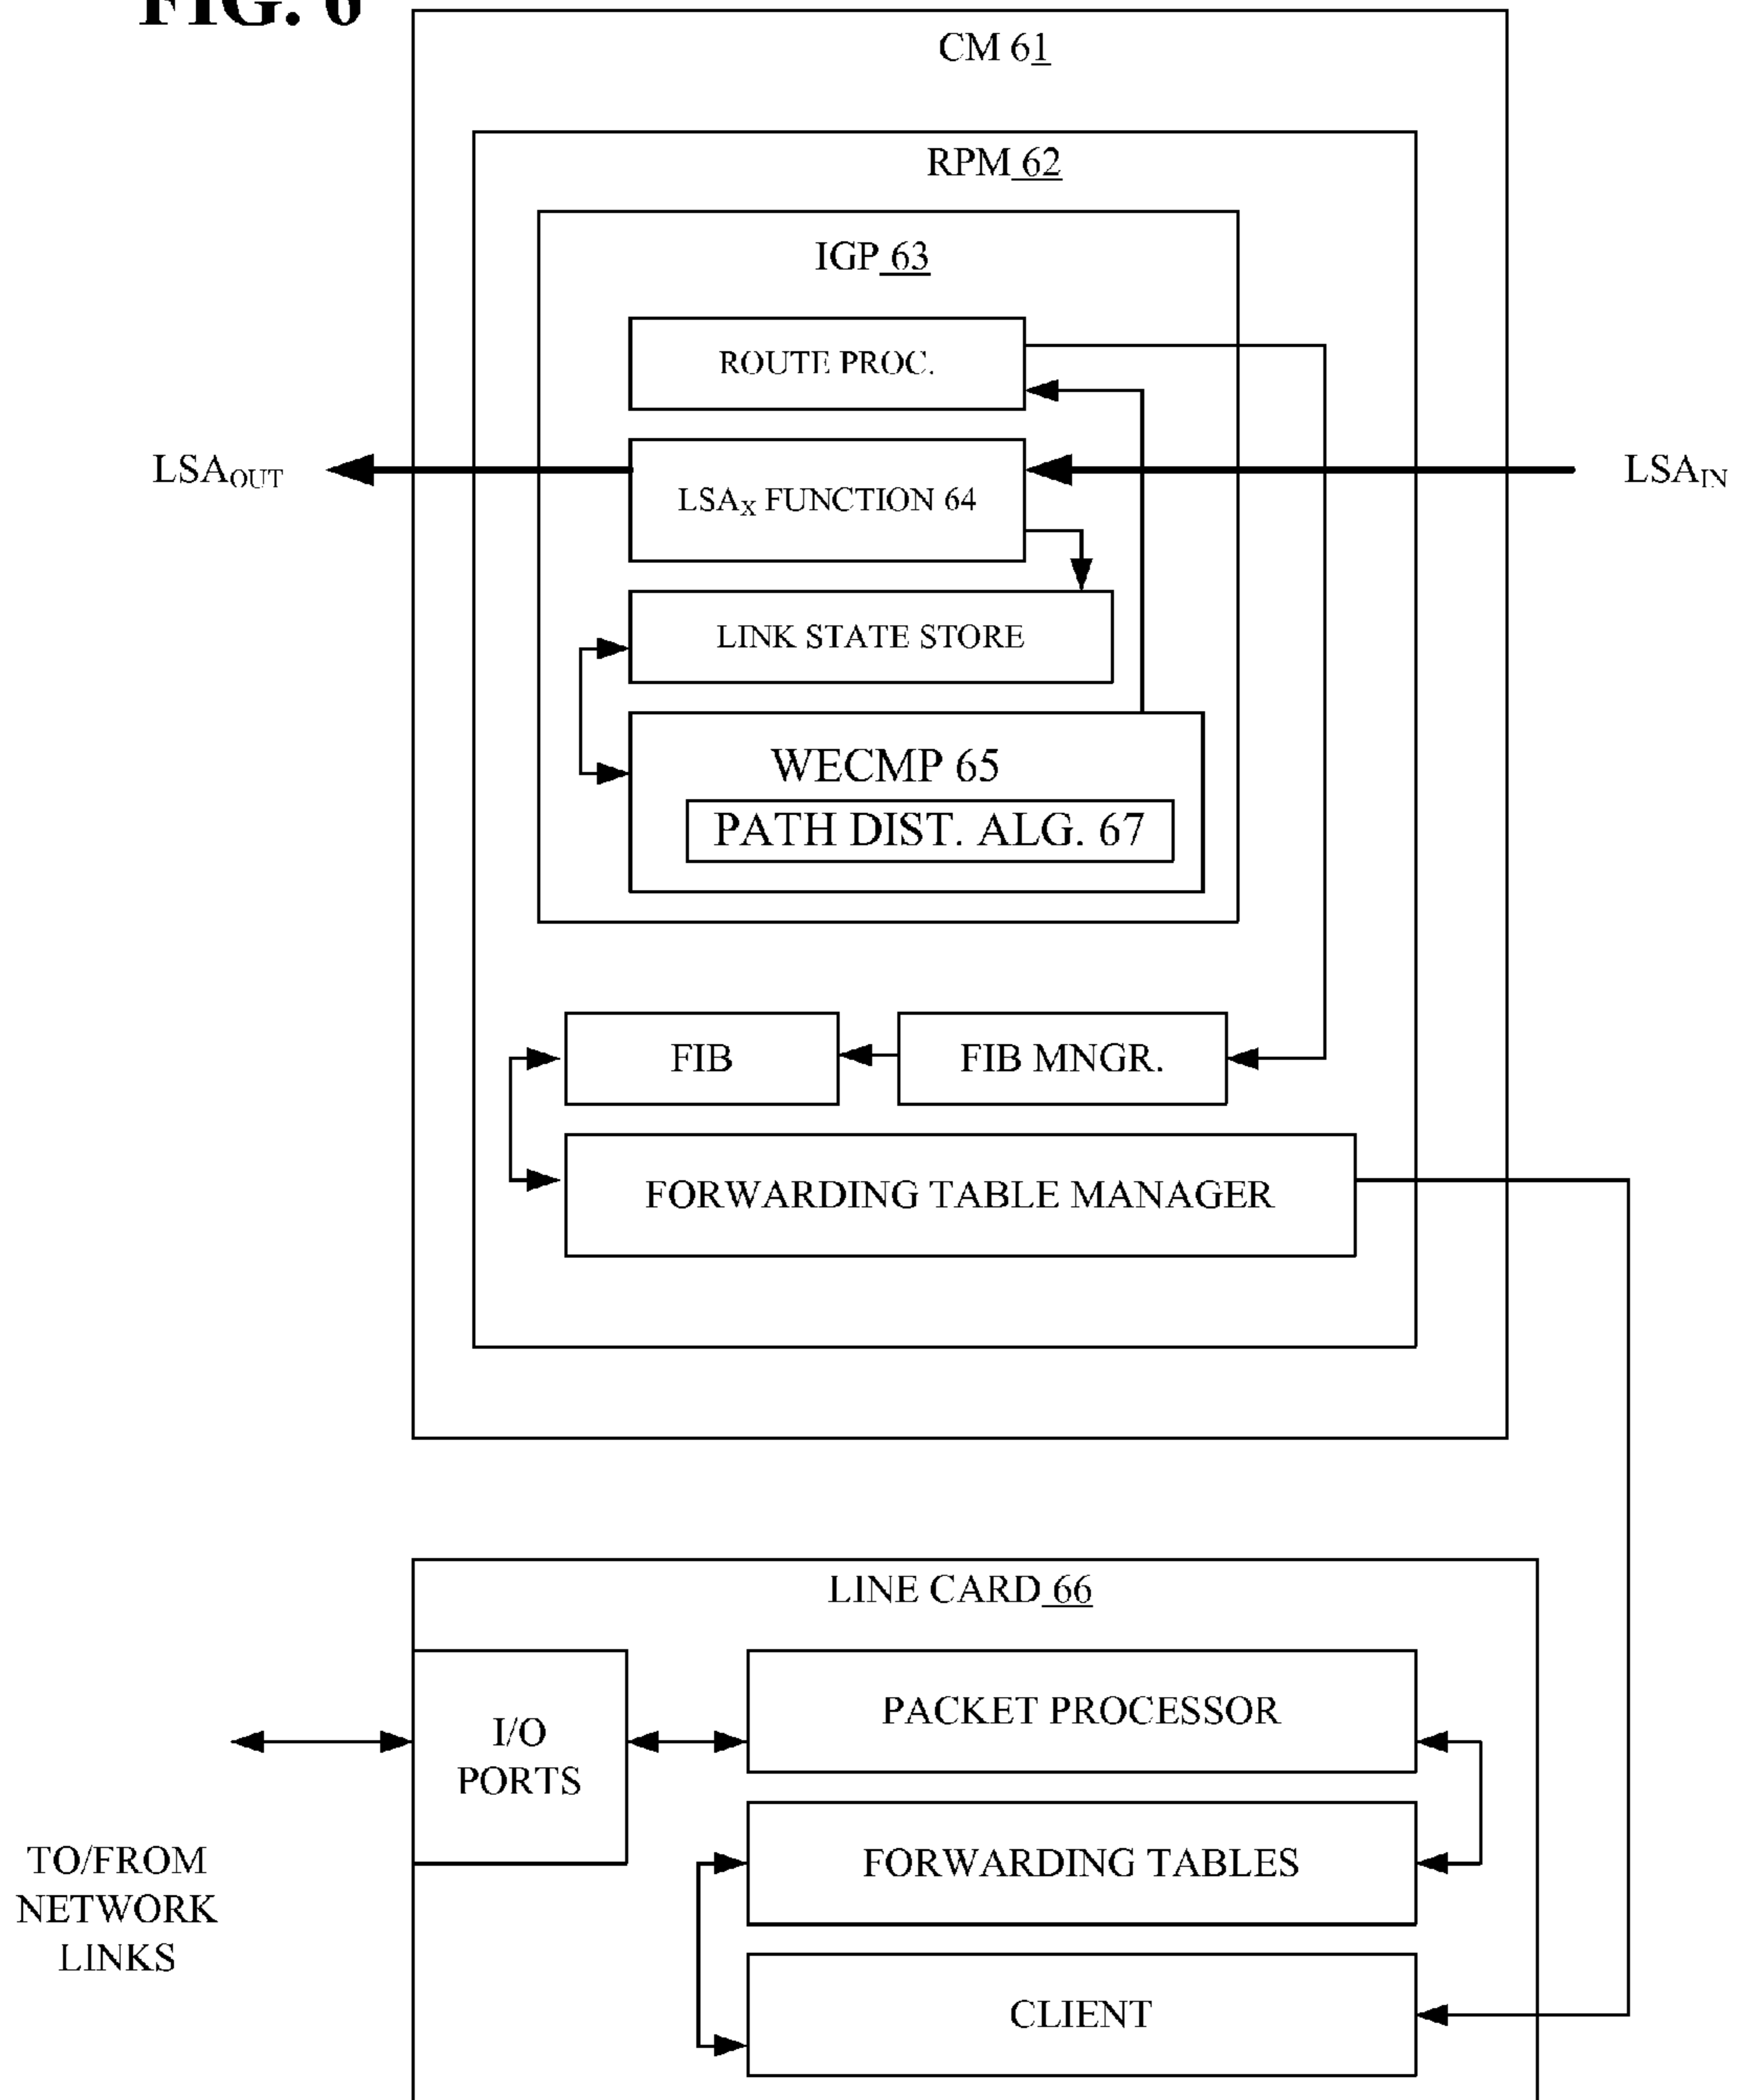 FIG. 6
CM 61
RPM 62
IGP 63
ROUTE PROC.
LSAOUT
LSAX FUNCTION 64
LSAIN
LINK STATE STORE
WECMP 65
PATH DIST. ALG. 67
FIB
FIB MNGR.
FORWARDING TABLE MANAGER
LINE CARD 66
I/O
PORTS
PACKET PROCESSOR
TO/FROM
NETWORK
LINKS
FORWARDING TABLES
CLIENT